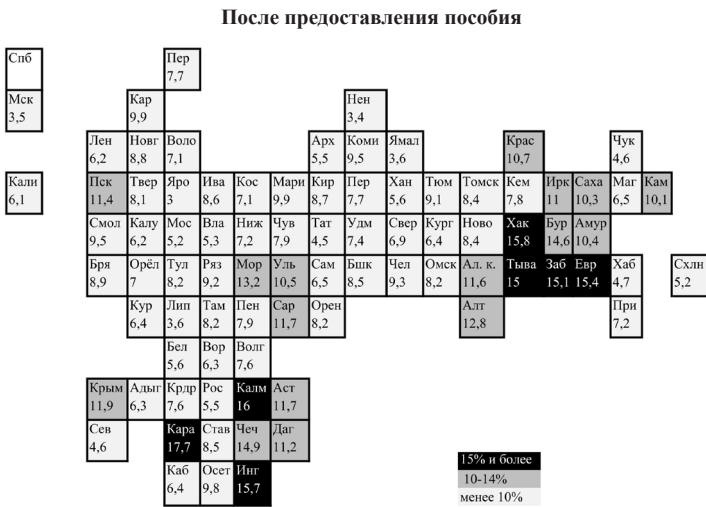 После предоставления пособия
Спб
Пер
7,7
Мск
3,5
Кар
9,9
Нен
3,4
Лен
6,2
Новг
8,8
Воло
7,1
Арх
5,5
Коми
9,5
Ямал
3,6
Крас
10,7
Чук
4,6
Кали
6,1
Пск
11,4
Твер
8,1
Яро
3
Ива
8,6
Кос
7,1
Мари
9,9
Кир
8,7
Пер
7,7
Хан
5,6
Тюм
9,1
Томск
8,4
Кем
7,8
Ирк
11
Саха
10,3
Маг
6,5
Кам
10,1
Смол
9,5
Калу
6,2
Мос
5,2
Вла
5,3
Ниж
7,2
Чув
7,9
Тат
4,5
Удм
7,4
Свер
6,9
Кург
6,4
Ново
8,4
Хак
15,8
Бур
14,6
Амур
10,4
Бря
8,9
Орёл
7
Тул
8,2
Ряз
9,2
Мор
13,2
Уль
10,5
Сам
6,5
Бшк
8,5
Чел
9,3
Омск
8,2
Ал. к.
11,6
Тыва
15
Заб
15,1
Евр
15,4
Хаб
4,7
Схлн
5,2
Кур
6,4
Лип
3,6
Там
8,2
Пен
7,9
Сар
11,7
Орен
8,2
Алт
12,8
При
7,2
Бел
5,6
Вор
6,3
Волг
7,6
Крым
11,9
Адыг
6,3
Крдр
7,6
Рос
5,5
Калм
16
Аст
11,7
Сев
4,6
Кара
17,7
Став
8,5
Чеч
14,9
Даг
11,2
Каб
6,4
Осет
9,8
Инг
15,7
15% и более
10-14%
менее 10%